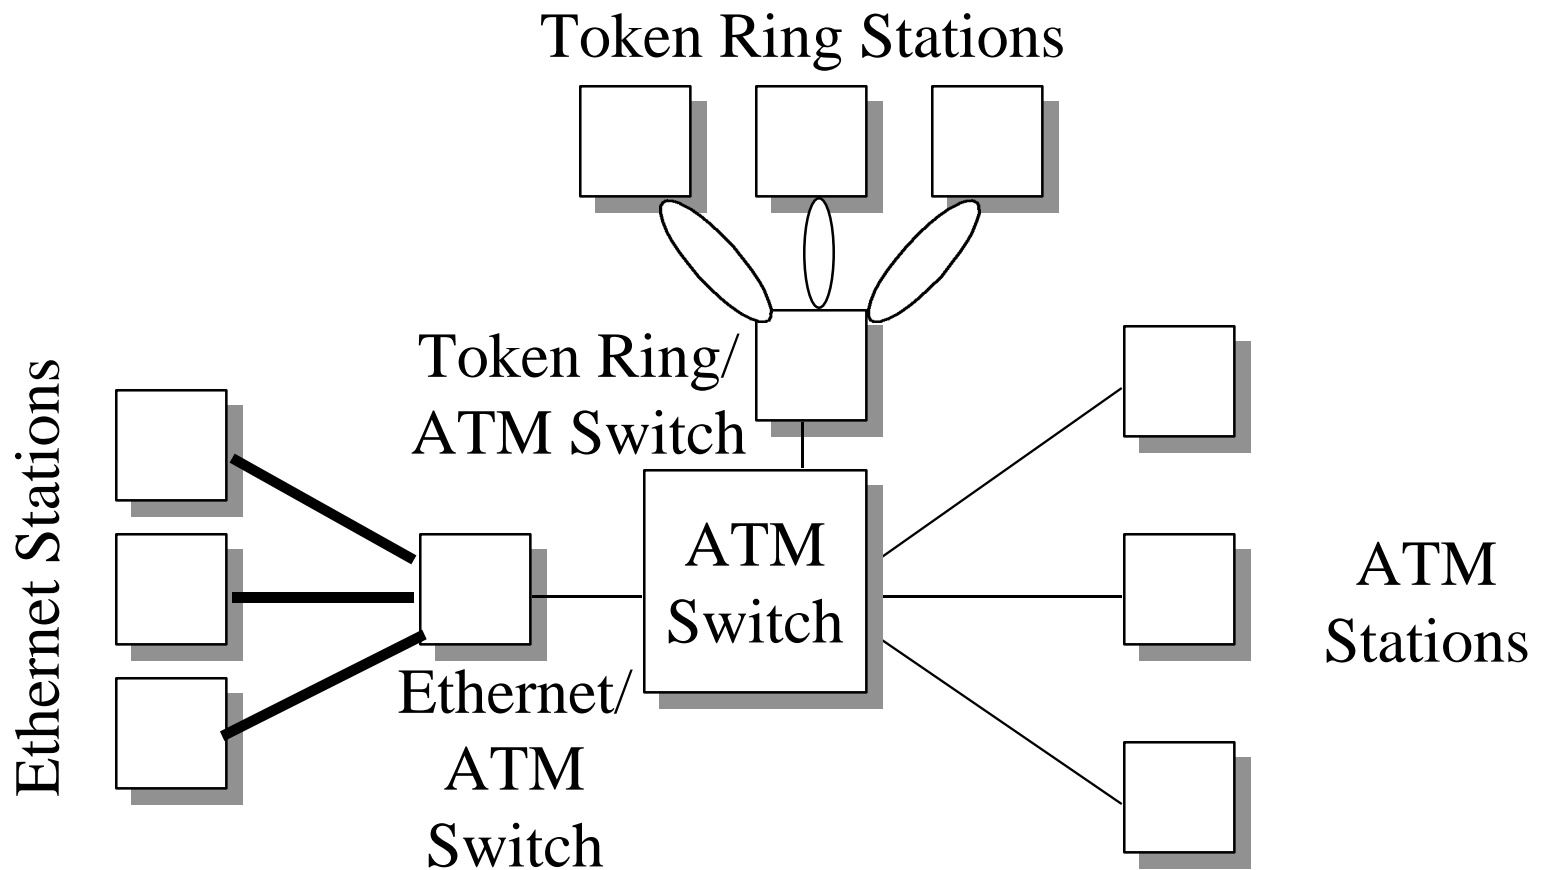 Token Ring Stations
Token Ring/
ATM Switch
Ethernet Stations
ATM
Switch
ATM
Stations
Ethernet/
ATM
Switch